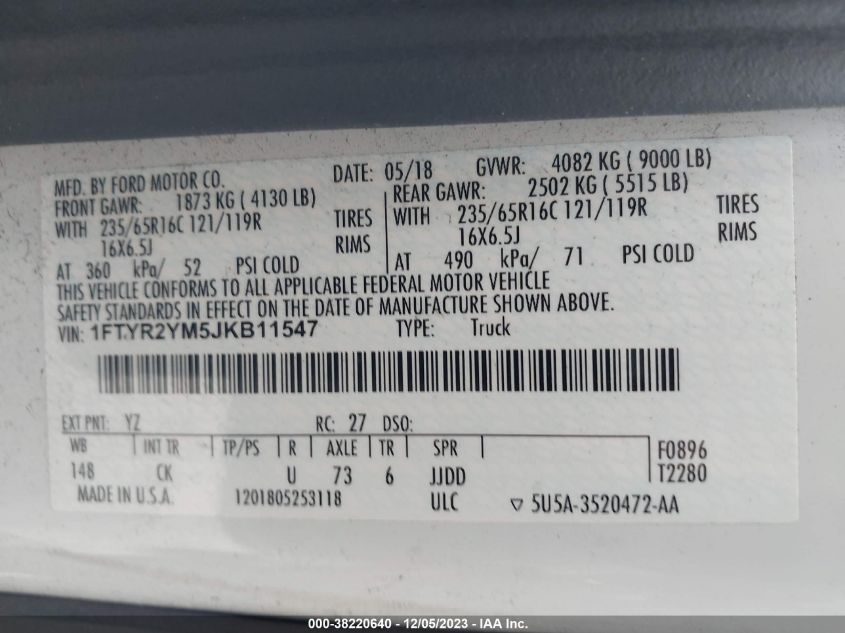 MFD. BY FORD MOTOR CO. DATE: 05/18 GVWR: 4082 KG ( 9000 LB)
FRONT GAWR: 1873 KG ( 4130 LB) REAR GAWR: 2502 KG ( 5515 LB)
WITH 235/65R16C 121/119R TIRES WITH 235/65R16C 121/119R TIRES
16X6.5J RIMS 16X6.5J RIMS
AT 360 kPa/ 52 PSI COLD AT 490 kPa/ 71 PSI COLD
THIS VEHICLE CONFORMS TO ALL APPLICABLE FEDERAL MOTOR VEHICLE
SAFETY STANDARDS IN EFFECT ON THE DATE OF MANUFACTURE SHOWN ABOVE.
VIN: 1FTYR2YM5JKB11547 TYPE: Truck
EXT PNT: YZ RC: 27 DSO:
WB INT TR TP/PS R AXLE TR SPR F0896
148 CK U 73 6 JJDD T2280
MADE IN U.S.A. 1201805253118 ULC ▽ 5U5A-3520472-AA
000-38220640 - 12/05/2023 - IAA Inc.